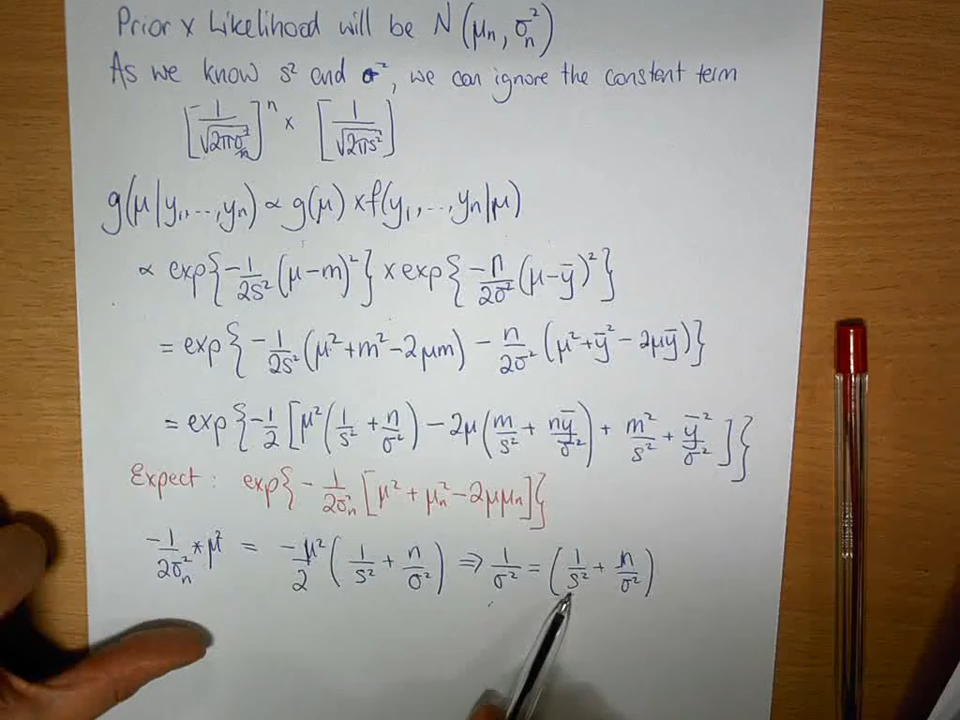 Prior x Likelihood will be N(μn, σn²)
As we know s² and σ², we can ignore the constant term
[-1/√2πσn²]ⁿ x [1/√2πs²]
g(μ|y1,...,yn) ∝ g(μ) x f(y1,...,yn|μ)
∝ exp{-1/2s² (μ-m)²} x exp{-n/2σ² (μ-ȳ)²}
= exp{-1/2s² (μ²+m²-2μm) - n/2σ² (μ²+ȳ²-2μȳ)}
= exp{-1/2 [μ²(1/s² + n/σ²) - 2μ(m/s² + nȳ/σ²) + m²/s² + ȳ²/σ²]}
Expect: exp{-1/2σn² [μ² + μn² - 2μμn]}
-1/2σn² * μ² = -μ²/2 (1/s² + n/σ²) ⇒ 1/σ² = (1/s² + n/σ²)